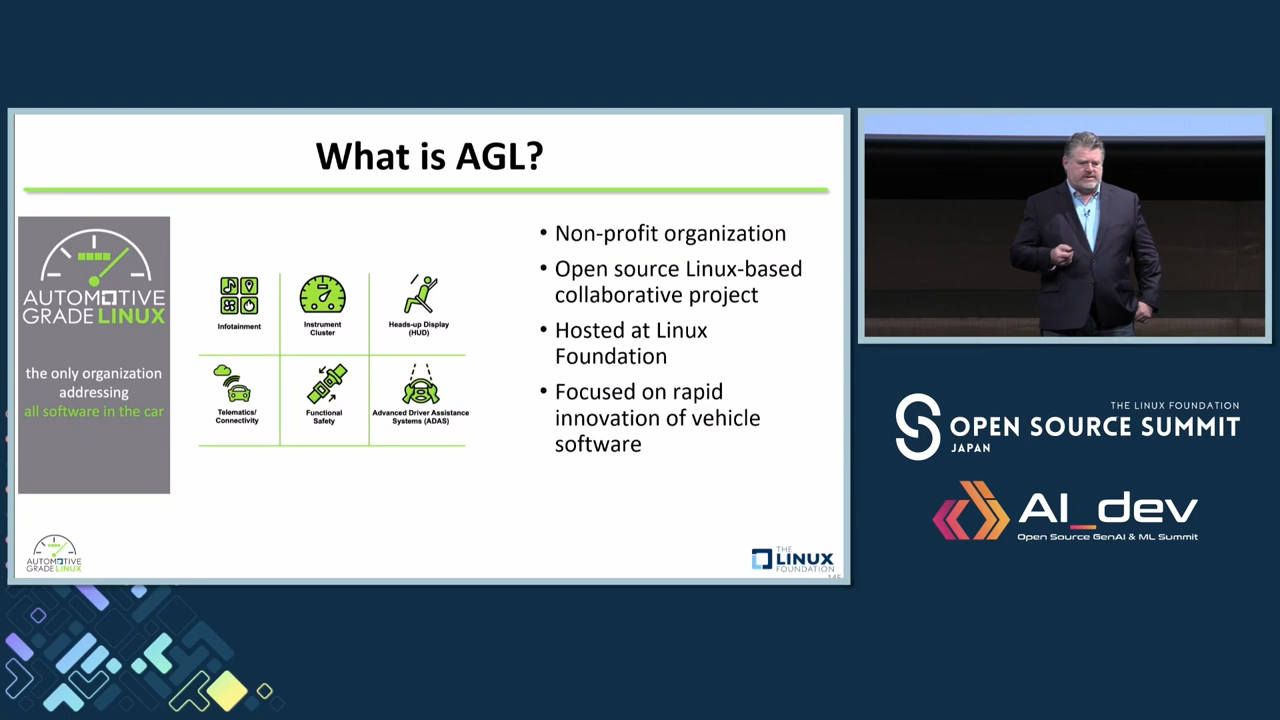 What is AGL?
AUTOMOTIVE
GRADE LINUX
the only organization
addressing
all software in the car
Infotainment
Instrument
Cluster
Heads-up Display
(HUD)
Telematics/
Connectivity
Functional
Safety
Advanced Driver Assistance
Systems (ADAS)
• Non-profit organization
• Open source Linux-based
collaborative project
• Hosted at Linux
Foundation
• Focused on rapid
innovation of vehicle
software
AUTOMOTIVE
GRADE LINUX
THE
LINUX
FOUNDATION
THE LINUX FOUNDATION
OPEN SOURCE SUMMIT
JAPAN
AI_dev
Open Source GenAI & ML Summit